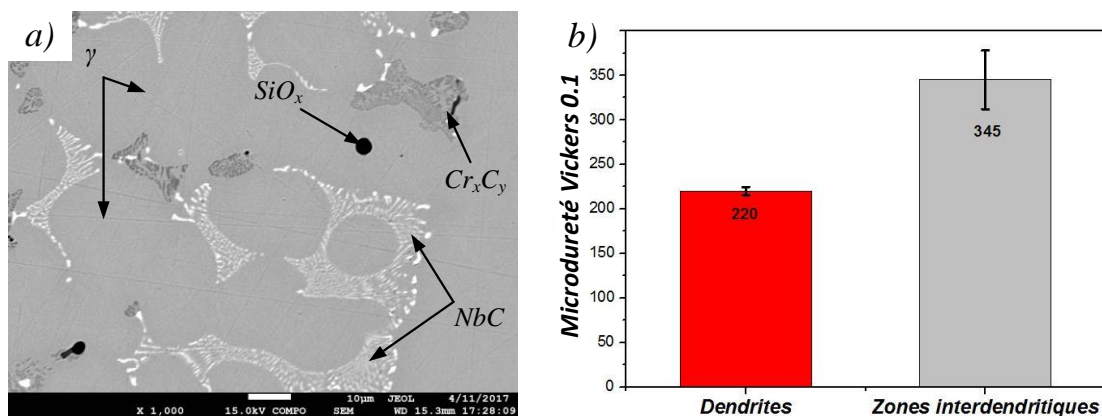 a)
γ
SiOₓ
CrₓCᵧ
NbC
10µm JEOL 4/11/2017
X 1,000 15.0kV COMPO SEM WD 15.3mm 17:28:09
b)
Microdureté Vickers 0.1
350
300
250
200
150
100
50
0
220
345
Dendrites Zones interdendritiques